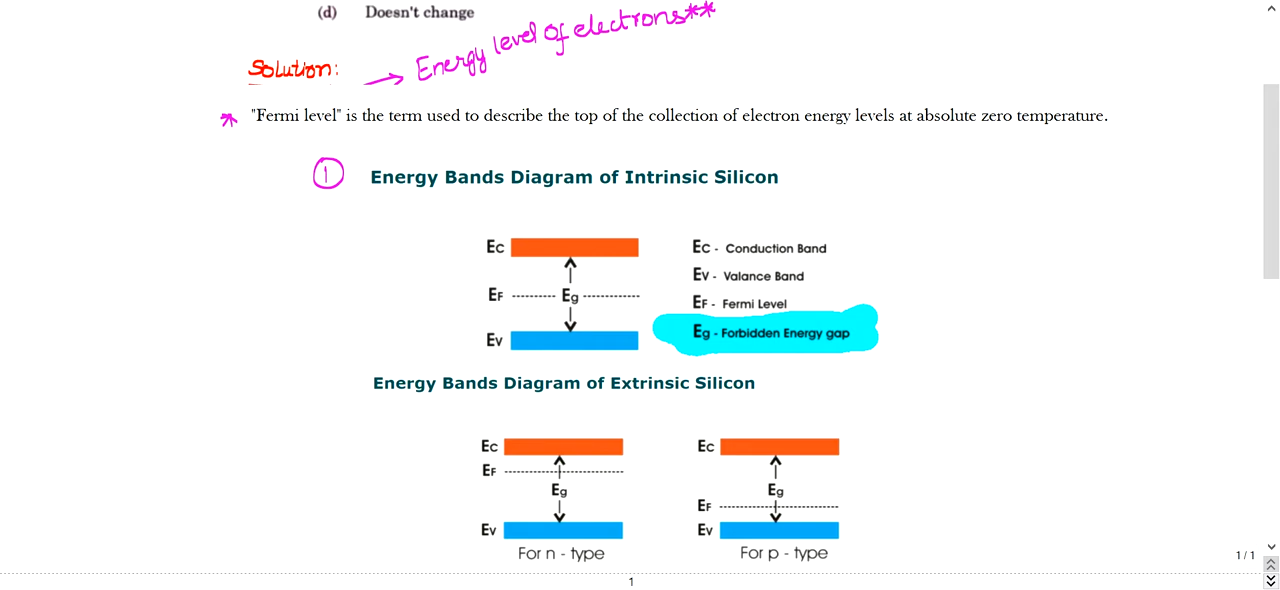 (d) Doesn't change
Solution: → Energy level of electrons**
* "Fermi level" is the term used to describe the top of the collection of electron energy levels at absolute zero temperature.
1 Energy Bands Diagram of Intrinsic Silicon
Ec
Ec - Conduction Band
Ev - Valance Band
EF Eg
EF - Fermi Level
Eg - Forbidden Energy gap
Ev
Energy Bands Diagram of Extrinsic Silicon
Ec Ec
EF
Eg Eg
EF
Ev Ev
For n - type For p - type
1 / 1
1